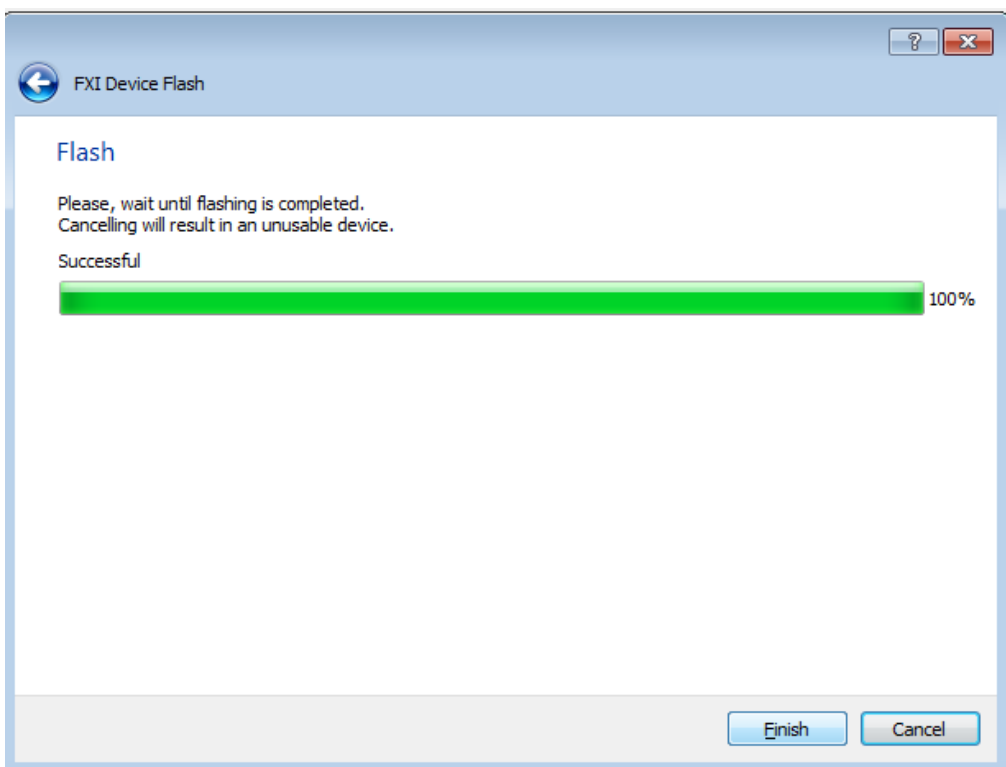 FXI Device Flash
Flash
Please, wait until flashing is completed.
Cancelling will result in an unusable device.
Successful
100%
Finish
Cancel